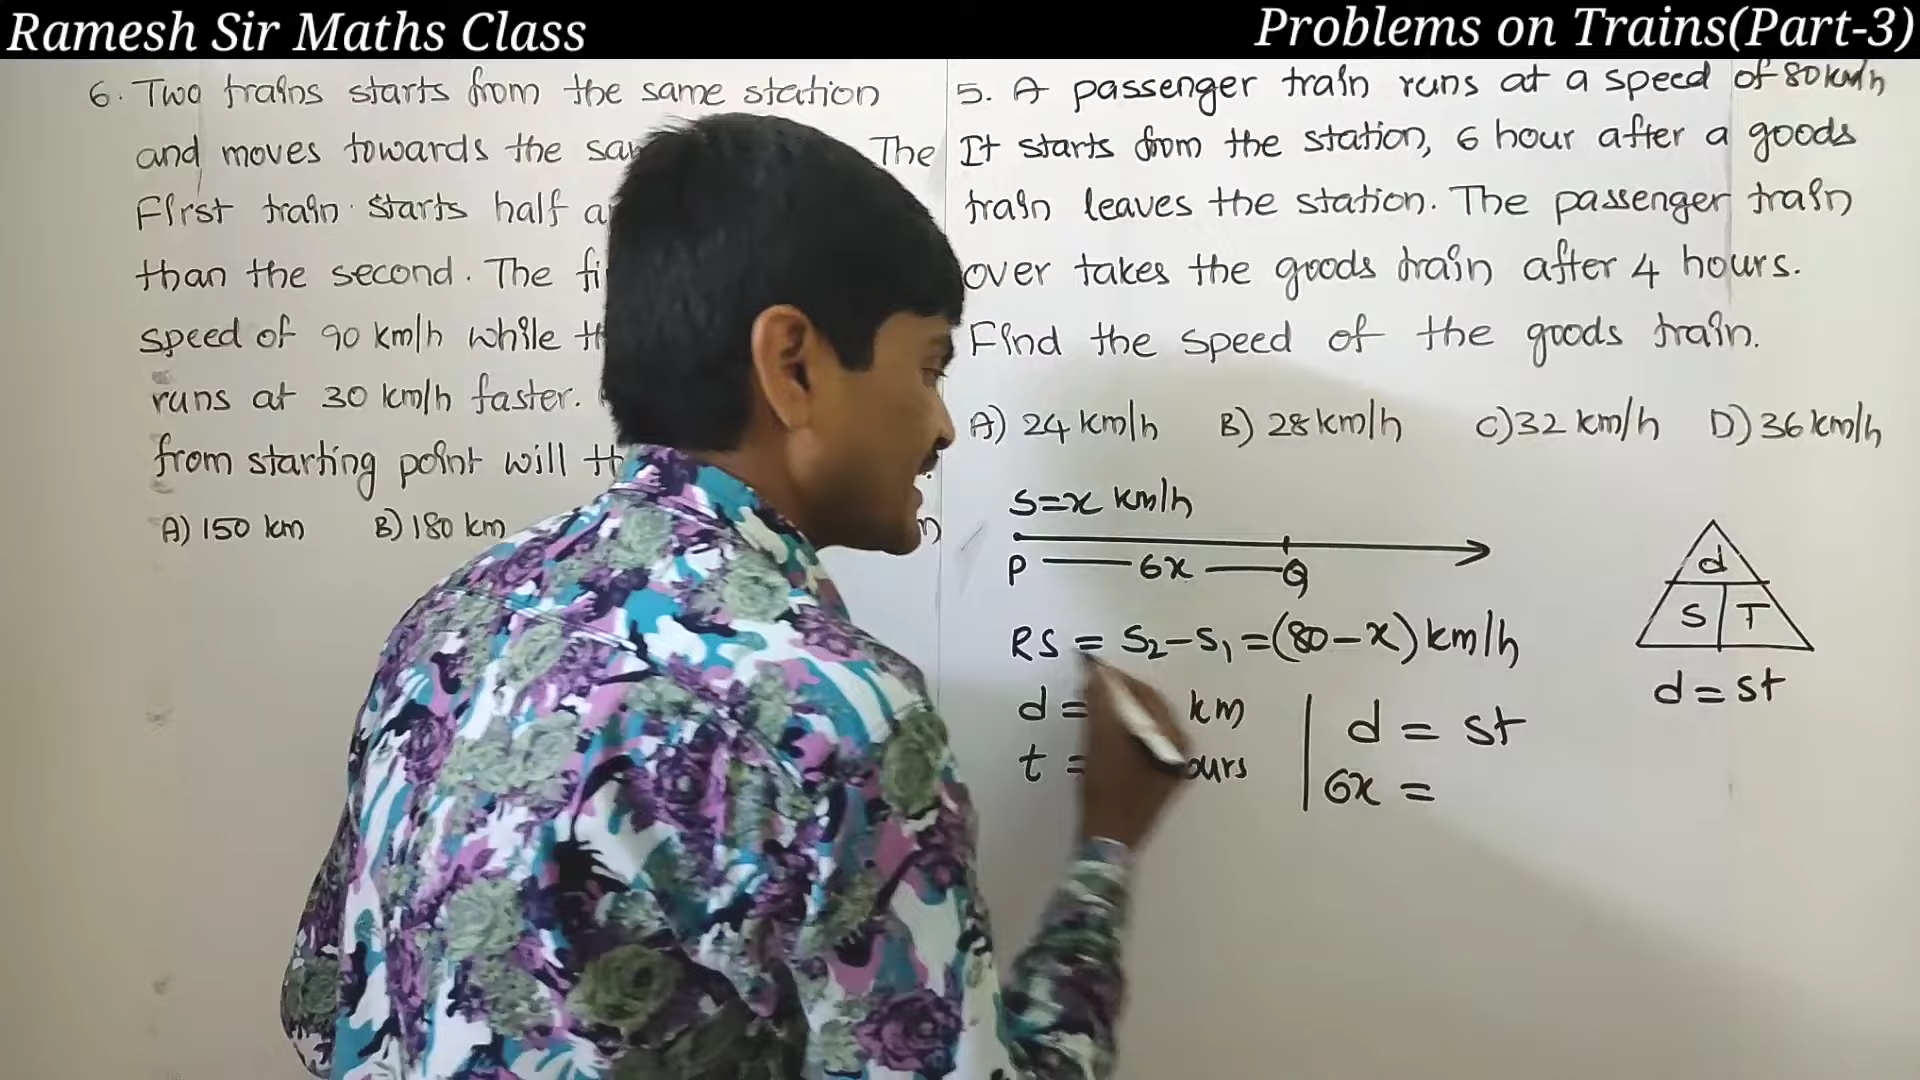 Ramesh Sir Maths Class
Problems on Trains(Part-3)
6. Two trains starts from the same station
and moves towards the The
First train starts half
than the second. The
speed of 90 km/h while
runs at 30 km/h faster.
from starting point will
A) 150 km B) 180 km
5. A passenger train runs at a speed of 80 km/h
It starts from the station, 6 hour after a goods
train leaves the station. The passenger train
over takes the goods train after 4 hours.
Find the speed of the goods train.
A) 24 km/h B) 28 km/h C) 32 km/h D) 36 km/h
S=x km/h
P 6x Q
RS = S₂-S₁ = (80-x) km/h
d = km
t =
d = st
6x =
d
S T
d = st